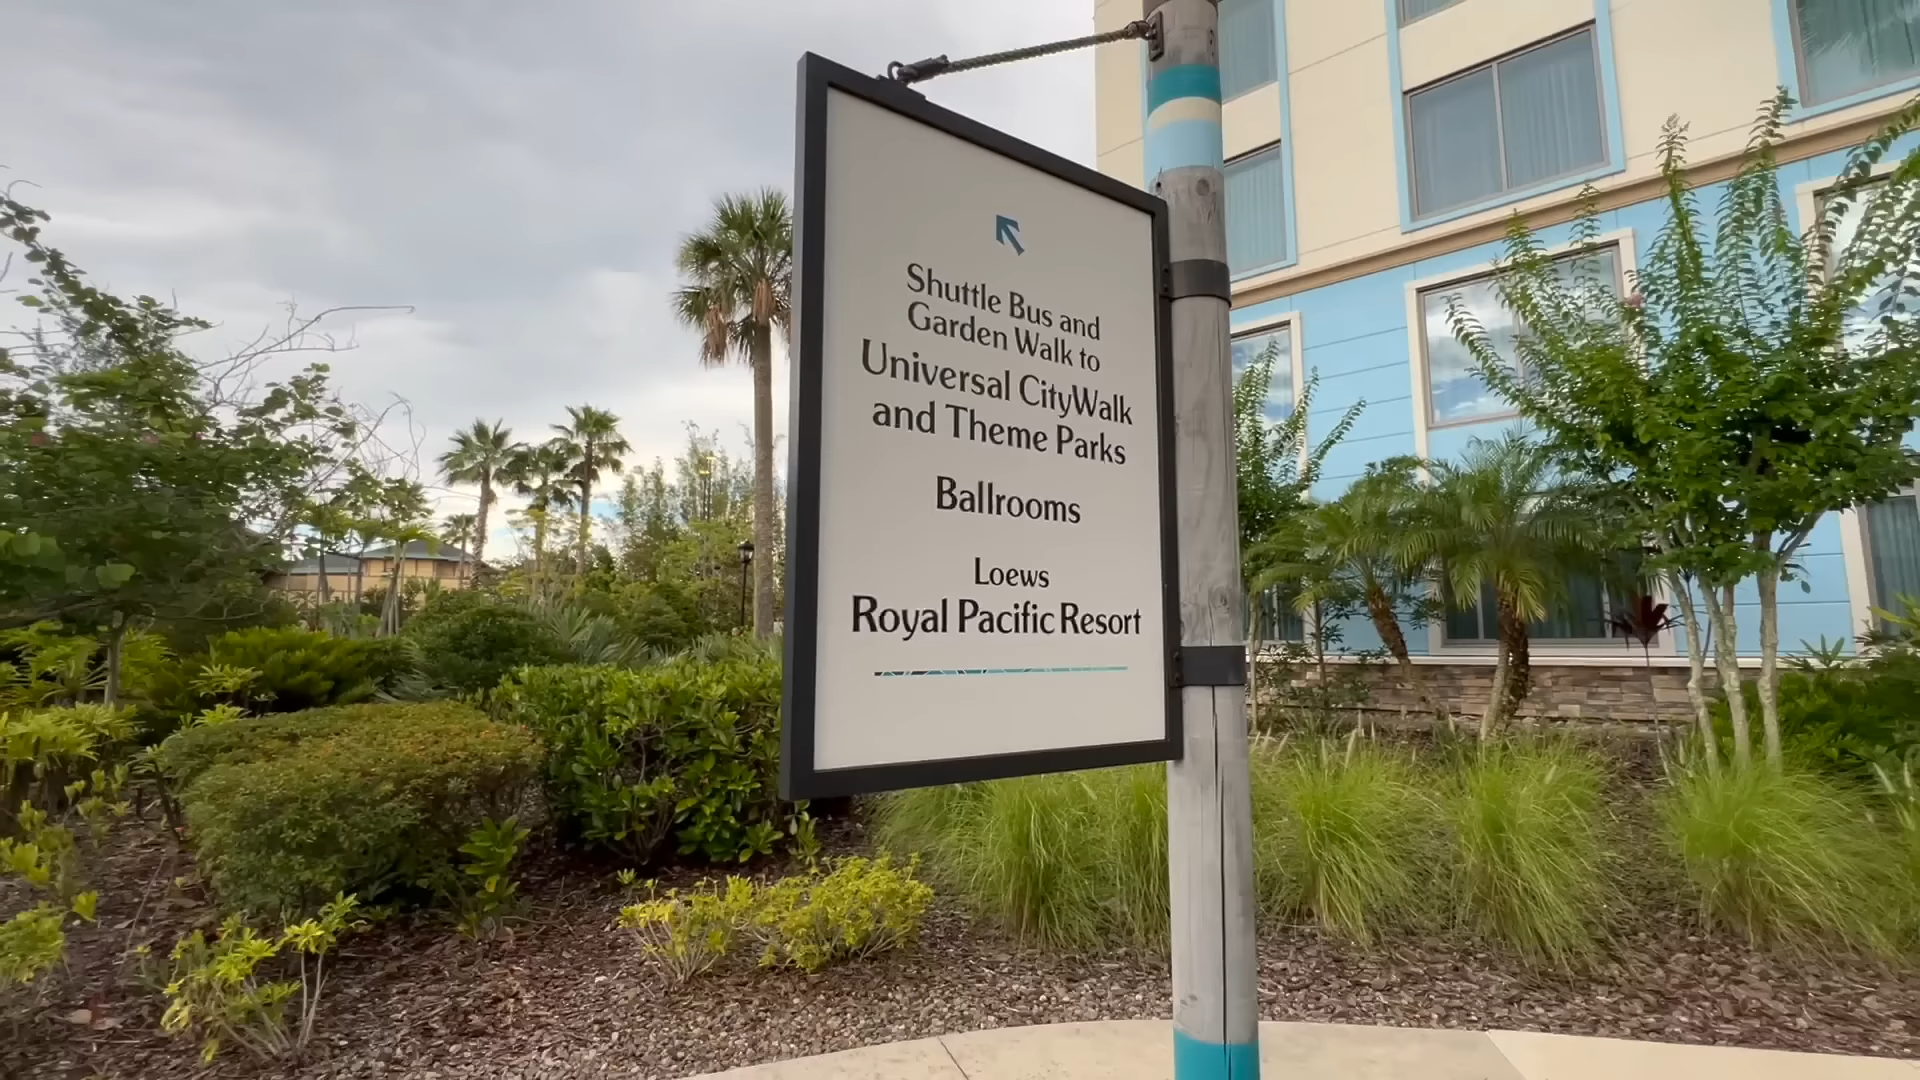 Shuttle Bus and
Garden Walk to
Universal CityWalk
and Theme Parks
Ballrooms
Loews
Royal Pacific Resort